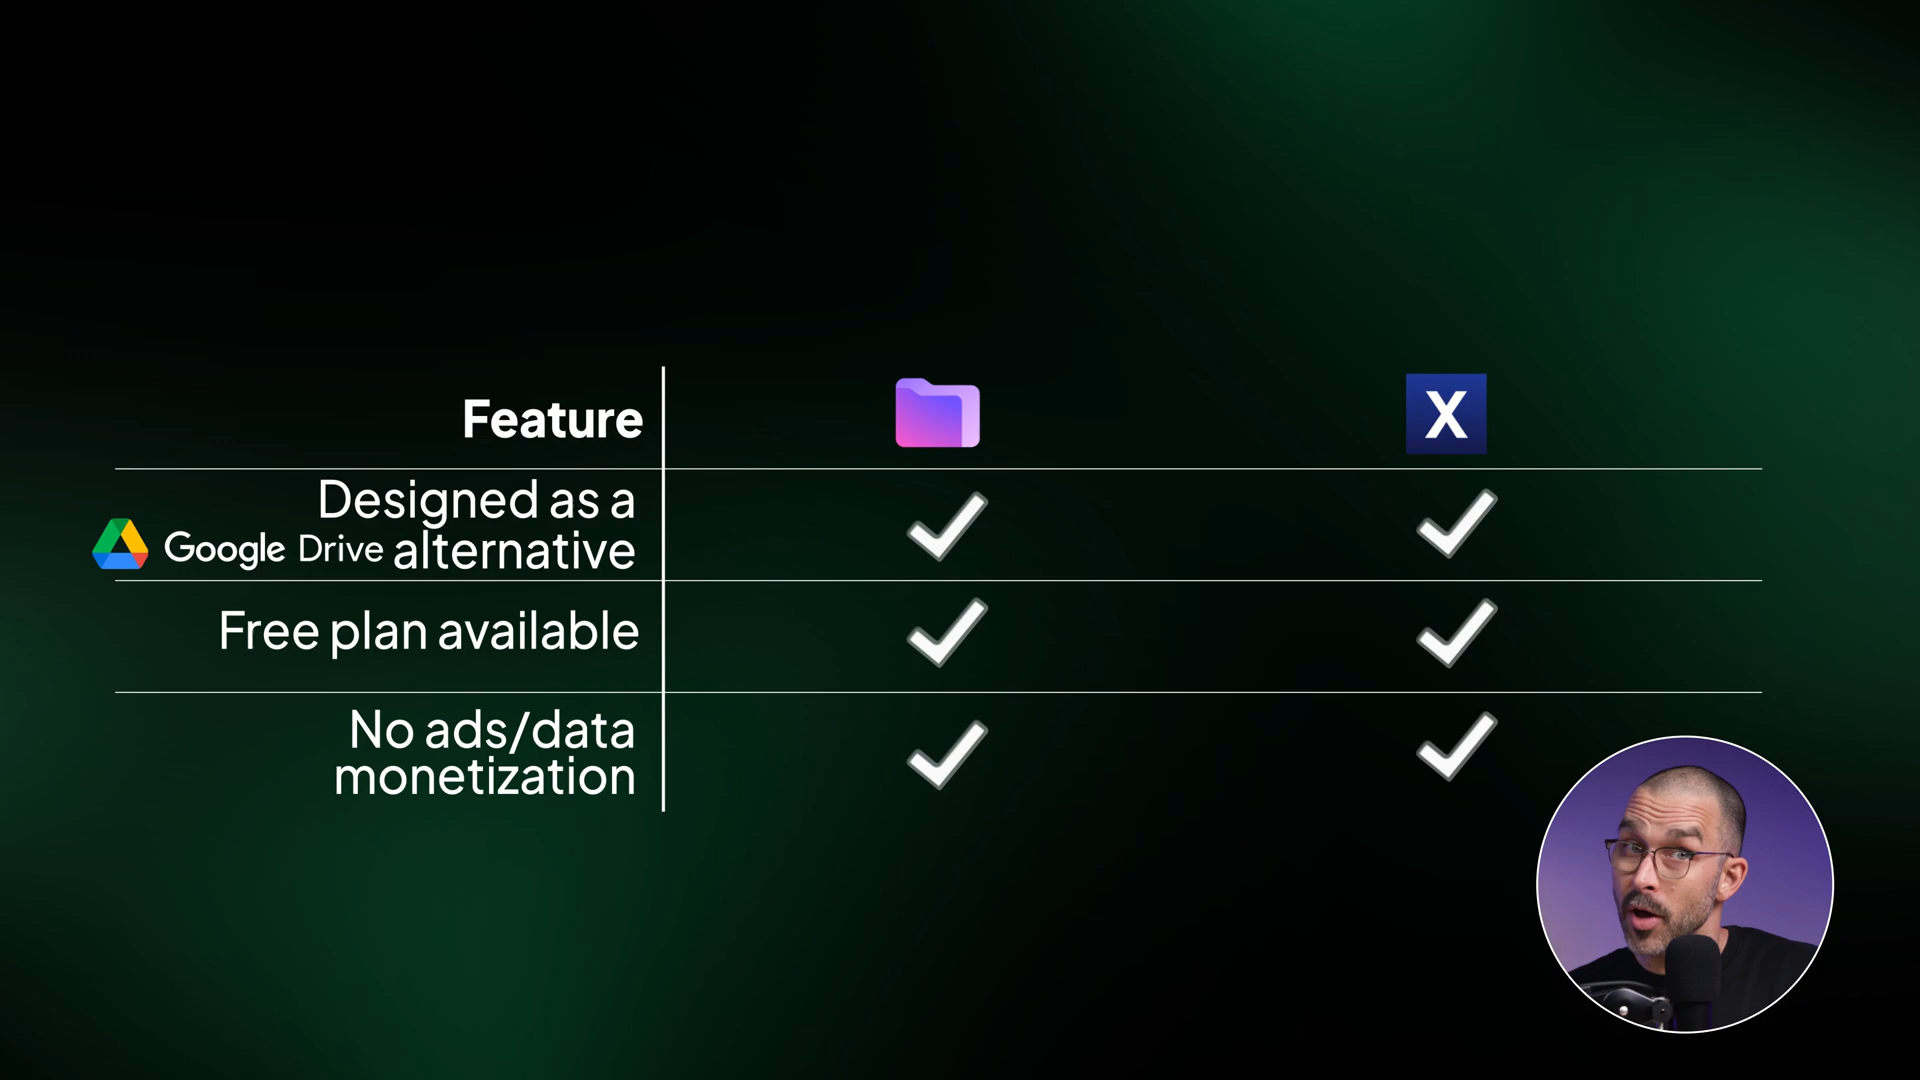 Feature
X
Designed as a
Google Drive alternative
Free plan available
No ads/data
monetization